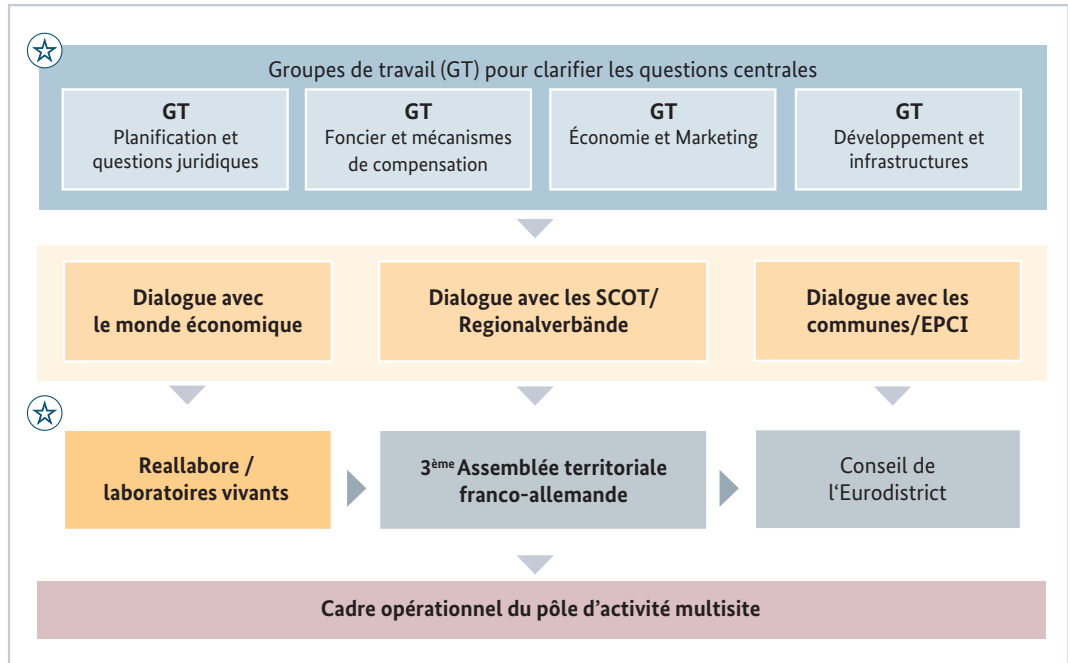 Groupes de travail (GT) pour clarifier les questions centrales
GT
Planification et
questions juridiques
GT
Foncier et mécanismes
de compensation
GT
Économie et Marketing
GT
Développement et
infrastructures
Dialogue avec
le monde économique
Dialogue avec les SCOT/
Regionalverbände
Dialogue avec les
communes/EPCI
Reallabore /
laboratoires vivants
3ème Assemblée territoriale
franco-allemande
Conseil de
l‘Eurodistrict
Cadre opérationnel du pôle d’activité multisite